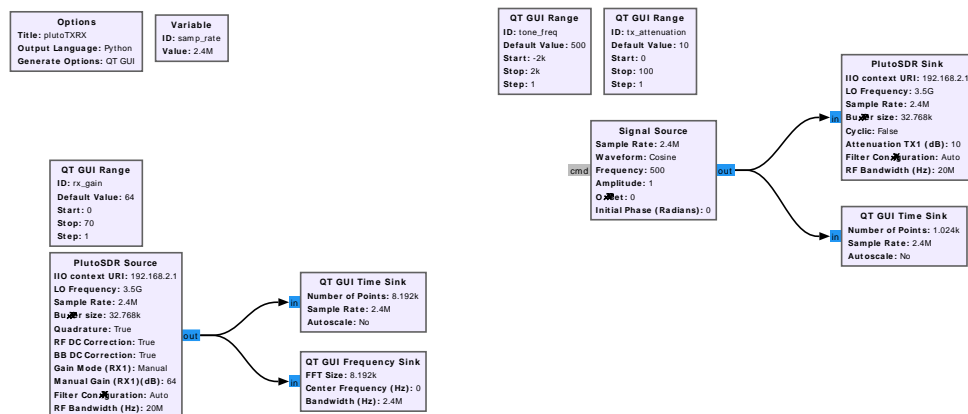 Options
Title: plutoTXRX
Output Language: Python
Generate Options: QT GUI
Variable
ID: samp_rate
Value: 2.4M
QT GUI Range
ID: tone_freq
Default Value: 500
Start: -2k
Stop: 2k
Step: 1
QT GUI Range
ID: tx_attenuation
Default Value: 10
Start: 0
Stop: 100
Step: 1
PlutoSDR Sink
IIO context URI: 192.168.2.1
LO Frequency: 3.5G
Sample Rate: 2.4M
size: 32.768k
Cyclic: False
Attenuation TX1 (dB): 10
Filter Auto
RF Bandwidth (Hz): 20M
in
Signal Source
Sample Rate: 2.4M
Waveform: Cosine
Frequency: 500
Amplitude: 1
0
Initial Phase (Radians): 0
cmd
out
QT GUI Time Sink
Number of Points: 1.024k
Sample Rate: 2.4M
Autoscale: No
in
QT GUI Range
ID: rx_gain
Default Value: 64
Start: 0
Stop: 70
Step: 1
PlutoSDR Source
IIO context URI: 192.168.2.1
LO Frequency: 3.5G
Sample Rate: 2.4M
size: 32.768k
Quadrature: True
RF DC Correction: True
BB DC Correction: True
Gain Mode (RX1): Manual
Manual Gain (RX1)(dB): 64
Filter Auto
RF Bandwidth (Hz): 20M
out
QT GUI Time Sink
Number of Points: 8.192k
Sample Rate: 2.4M
Autoscale: No
in
QT GUI Frequency Sink
FFT Size: 8.192k
Center Frequency (Hz): 0
Bandwidth (Hz): 2.4M
in